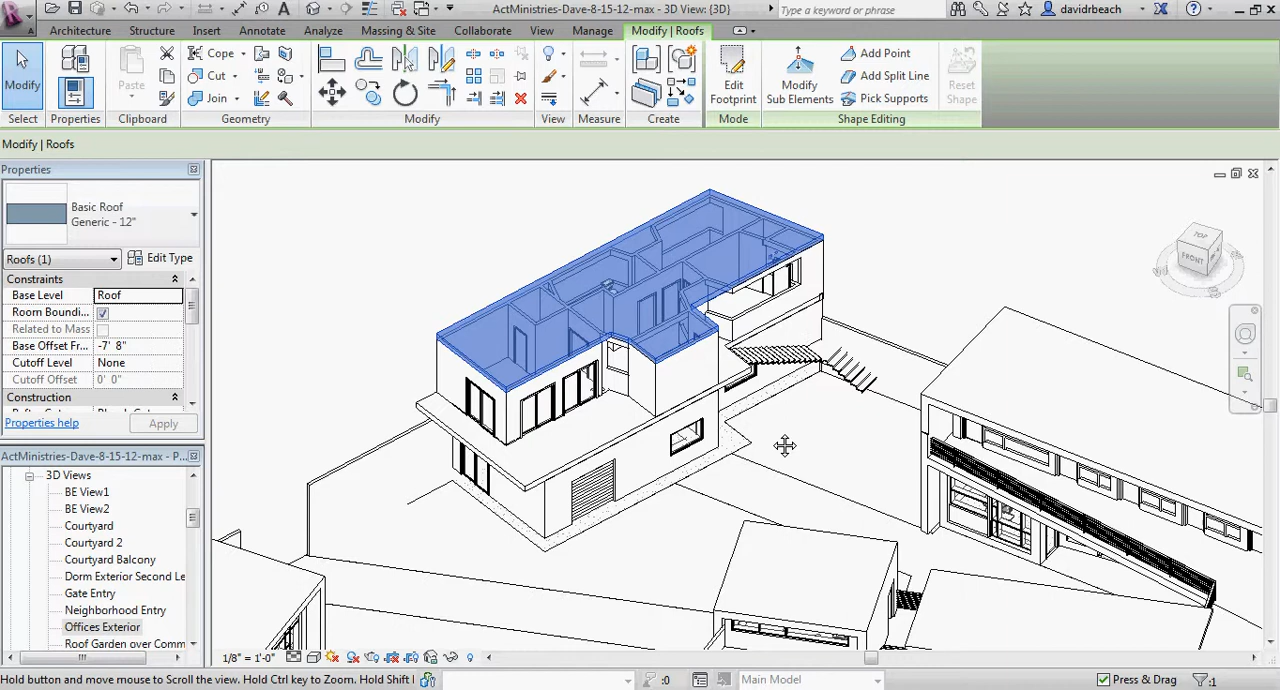 ActMinistries-Dave-8-15-12-max - 3D View: {3D}
Type a keyword or phrase
davidrbeach
Architecture Structure Insert Annotate Analyze Massing & Site Collaborate View Manage Modify | Roofs
Modify
Paste
Cope
Cut
Join
Edit Footprint
Modify Sub Elements
Add Point
Add Split Line
Pick Supports
Reset Shape
Select Properties Clipboard Geometry Modify View Measure Create Mode Shape Editing
Modify | Roofs
Properties
Basic Roof
Generic - 12"
Roofs (1)
Edit Type
Constraints
Base Level Roof
Room Boundi...
Related to Mass
Base Offset Fr... -7' 8"
Cutoff Level None
Cutoff Offset 0' 0"
Construction
Properties help
Apply
ActMinistries-Dave-8-15-12-max - P...
3D Views
BE View1
BE View2
Courtyard
Courtyard 2
Courtyard Balcony
Dorm Exterior Second Le
Gate Entry
Neighborhood Entry
Offices Exterior
Roof Garden over Comm
TOP
FRONT
1/8" = 1'-0"
Hold button and move mouse to Scroll the view. Hold Ctrl key to Zoom. Hold Shift
:0
Main Model
Press & Drag
:1